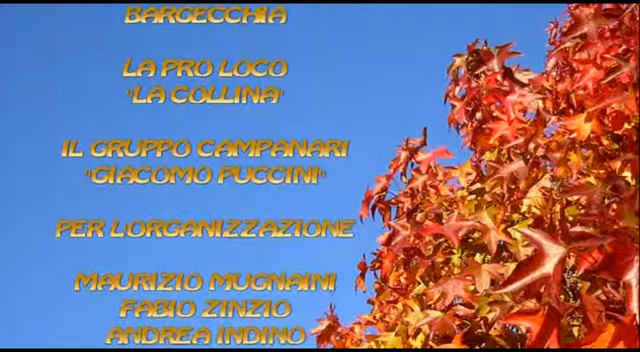 BARGECCHIA
LA PRO LOCO
"LA COLLINA"
IL GRUPPO CAMPANARI
"GIACOMO PUCCINI"
PER L'ORGANIZZAZIONE
MAURIZIO MUGNAINI
FABIO ZINZIO
ANDREA INDINO